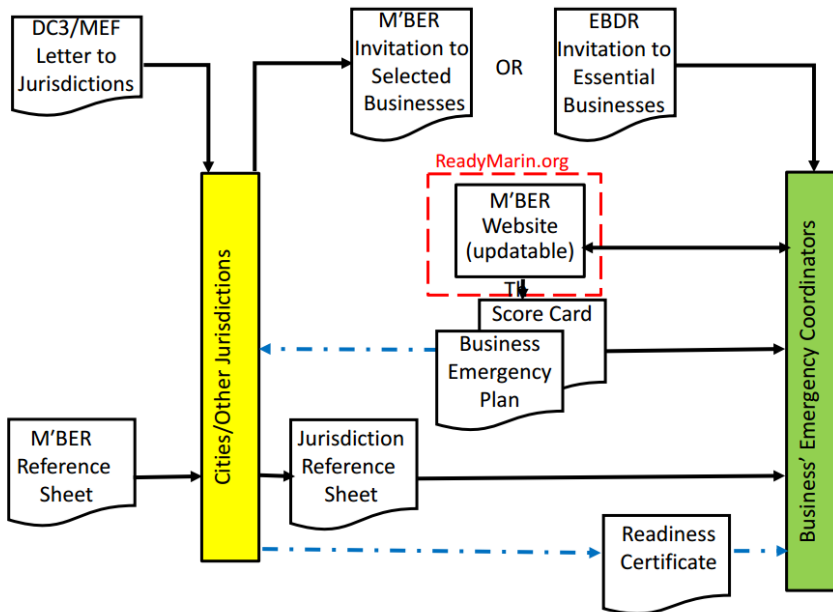 DC3/MEF
Letter to
Jurisdictions
M'BER
Invitation to
Selected
Businesses
OR
EBDR
Invitation to
Essential
Businesses
ReadyMarin.org
M'BER
Website
(updatable)
Th
Score Card
Business
Emergency
Plan
Cities/Other Jurisdictions
Business' Emergency Coordinators
M'BER
Reference
Sheet
Jurisdiction
Reference
Sheet
Readiness
Certificate